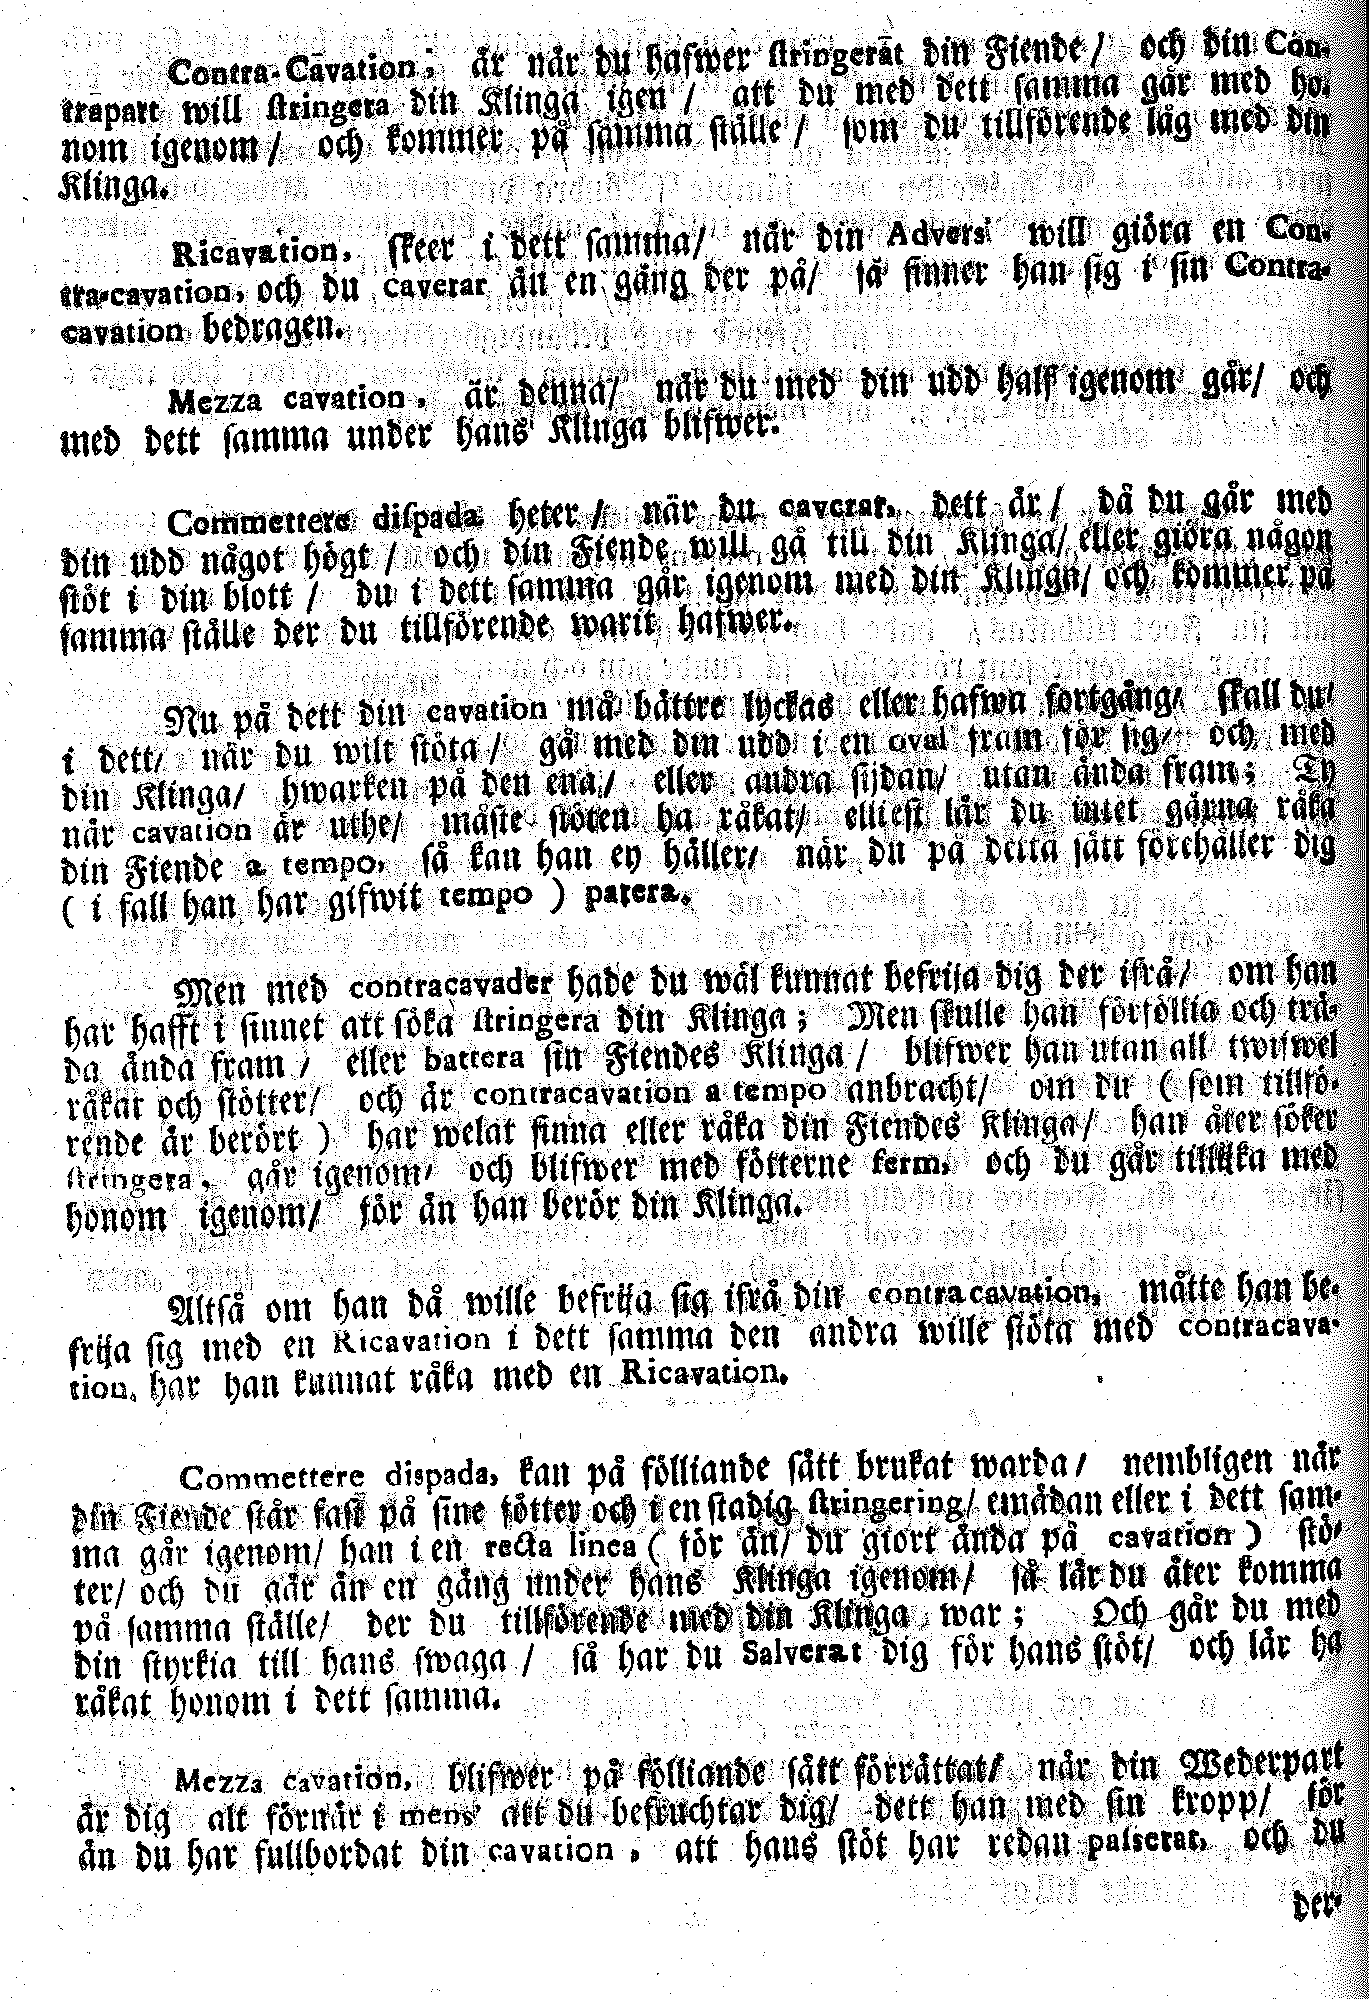 Contra-Cavation, är när du hafwer stringerat din Fiende / och din Con-
trapart will stringera din Klinga igen / att du med dett samma går med ho-
nom igenom / och kommer på samma ställe / som du tillförende låg med din
Klinga.
Ricavation, skeer i dett samma / när din Advers will giöra en Con-
tra-cavation, och du caverar än en gång der på / så finner han sig i sin Contra-
cavation bedragen.
Mezza cavation, är denna / när du med din udd half igenom går / och
med dett samma under hans Klinga blifwer.
Commettere dispada heter / när du caverar, dett är / då du går med
din udd något högt / och din Fiende will gå till din Klinga / eller giöra någon
stöt i din blott / du i dett samma går igenom med din Klinga / och kommer på
samma ställe der du tillförende warit hafwer.
Nu på dett din cavation må bättre lyckas eller hafwa fortgång / skall du /
i dett / när du wilt stöta / gå med din udd i en oval fram för sig / och med
din Klinga / hwarken på den ena / eller andra sijdan / utan ända fram ; Ty
när cavation är uthe / måste stöten ha råkat / elliest lär du intet gärna råka
din Fiende a tempo, så kan han ey häller / när du på detta sätt förehåller dig
( i fall han har gifwit tempo ) parera.
Men med contracavader hade du wäl kunnat befrija dig der ifrå / om han
har hafft i sinnet att söka stringera din Klinga ; Men skulle han förföllia och trä-
da ända fram / eller battera sin Fiendes Klinga / blifwer han utan all twifwel
råkat och stötter / och är contracavation a tempo anbracht / om du ( som tillfö-
rende är berört ) har welat finna eller råka din Fiendes Klinga / han åter söker
stringera, går igenom / och blifwer med fötterne ferm, och du går tillijka med
honom igenom / för än han berör din Klinga.
Altså om han då wille befrija sig ifrå din contracavation, måtte han be-
frija sig med en Ricavation i dett samma den andra wille stöta med contracava-
tion, har han kunnat råka med en Ricavation.
Commettere dispada, kan på följande sätt brukat warda / nembligen när
din Fiende står fast på sine fötter och i en stadig stringering / emädan eller i dett sam-
ma går igenom / han i en recta linea ( för än / du giort ända på cavation ) stö-
ter / och du går än en gång under hans Klinga igenom / så lär du åter komma
på samma ställe / der du tillförende med din Klinga war ; Och går du med
din styrkia till hans swaga / så har du Salverat dig för hans stöt / och lär ha
råkat honom i dett samma.
Mezza cavation, blifwer på följande sätt förrättat / när din Wederpart
är dig alt förnär i mens att du befruchtar dig / dett han med sin kropp / för
än du har fullbordat din cavation, att hans stöt har redan passerat, och du
der-